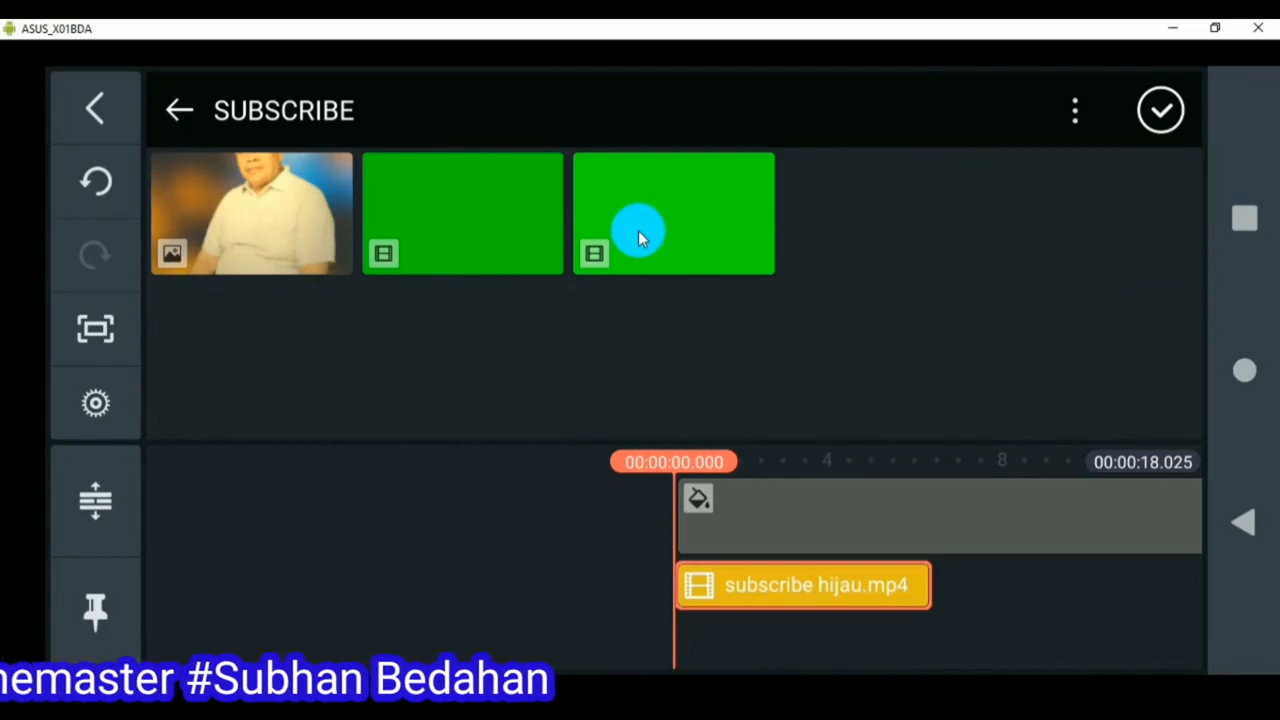 ASUS_X01BDA
SUBSCRIBE
00:00:00.000
4
8
00:00:18.025
subscribe hijau.mp4
nemaster #Subhan Bedahan